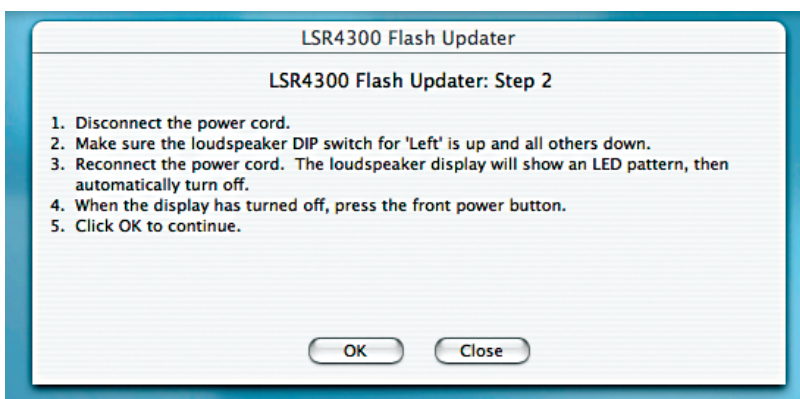 LSR4300 Flash Updater
LSR4300 Flash Updater: Step 2
1. Disconnect the power cord.
2. Make sure the loudspeaker DIP switch for 'Left' is up and all others down.
3. Reconnect the power cord. The loudspeaker display will show an LED pattern, then
automatically turn off.
4. When the display has turned off, press the front power button.
5. Click OK to continue.
OK Close